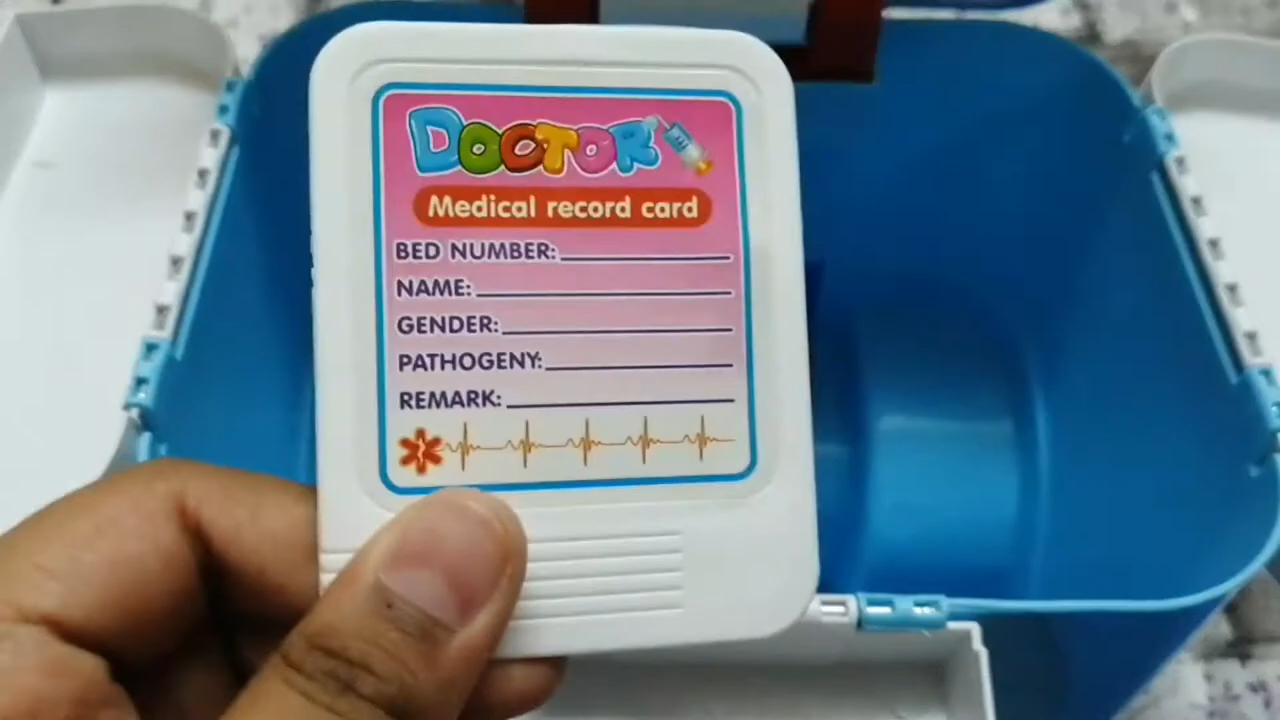 DOCTOR
Medical record card
BED NUMBER:
NAME:
GENDER:
PATHOGENY:
REMARK: